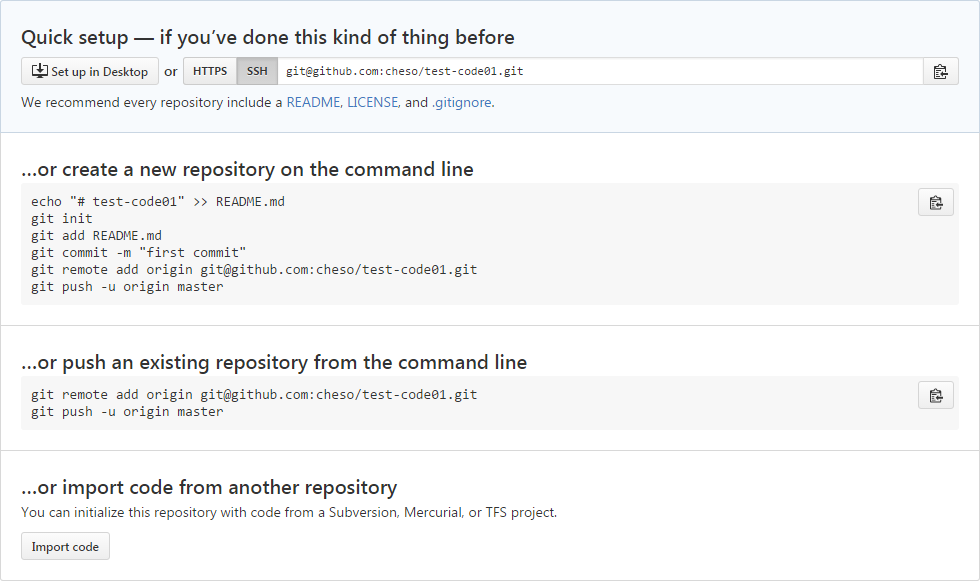 Quick setup — if you’ve done this kind of thing before
Set up in Desktop or HTTPS SSH git@github.com:cheso/test-code01.git
We recommend every repository include a README, LICENSE, and .gitignore.
…or create a new repository on the command line
echo "# test-code01" >> README.md
git init
git add README.md
git commit -m "first commit"
git remote add origin git@github.com:cheso/test-code01.git
git push -u origin master
…or push an existing repository from the command line
git remote add origin git@github.com:cheso/test-code01.git
git push -u origin master
…or import code from another repository
You can initialize this repository with code from a Subversion, Mercurial, or TFS project.
Import code